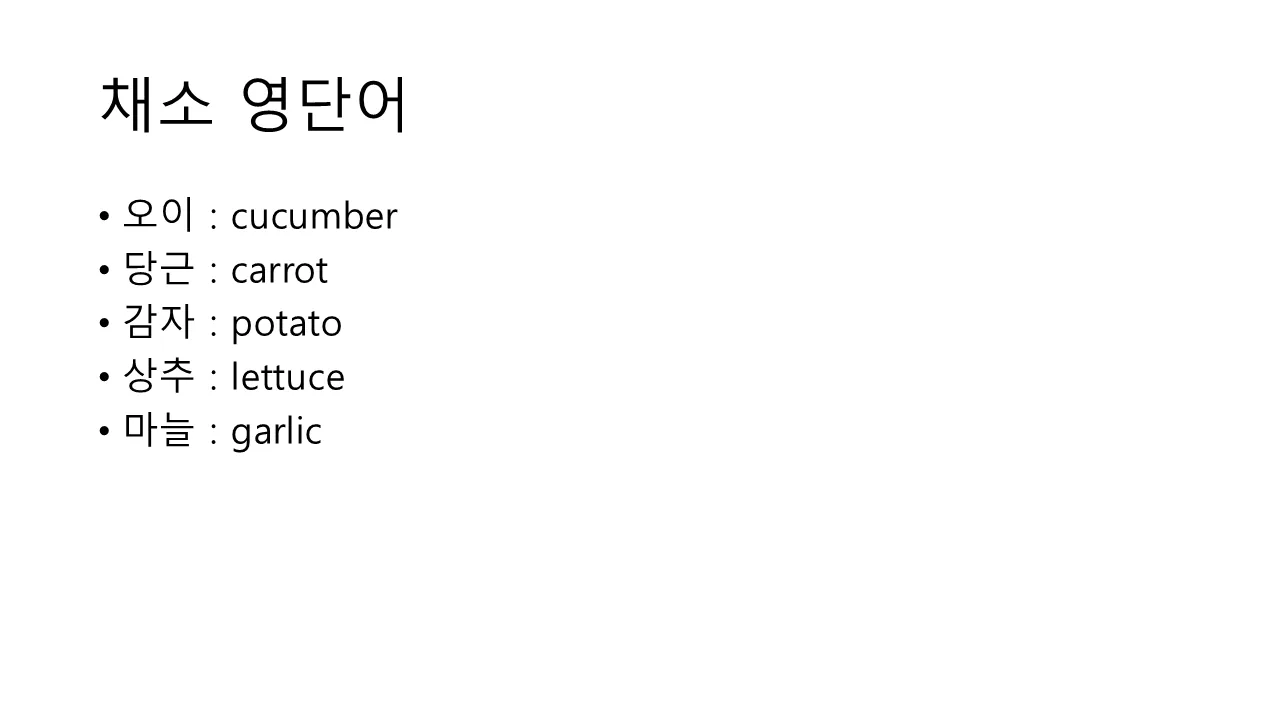 채소 영단어
• 오이 : cucumber
• 당근 : carrot
• 감자 : potato
• 상추 : lettuce
• 마늘 : garlic